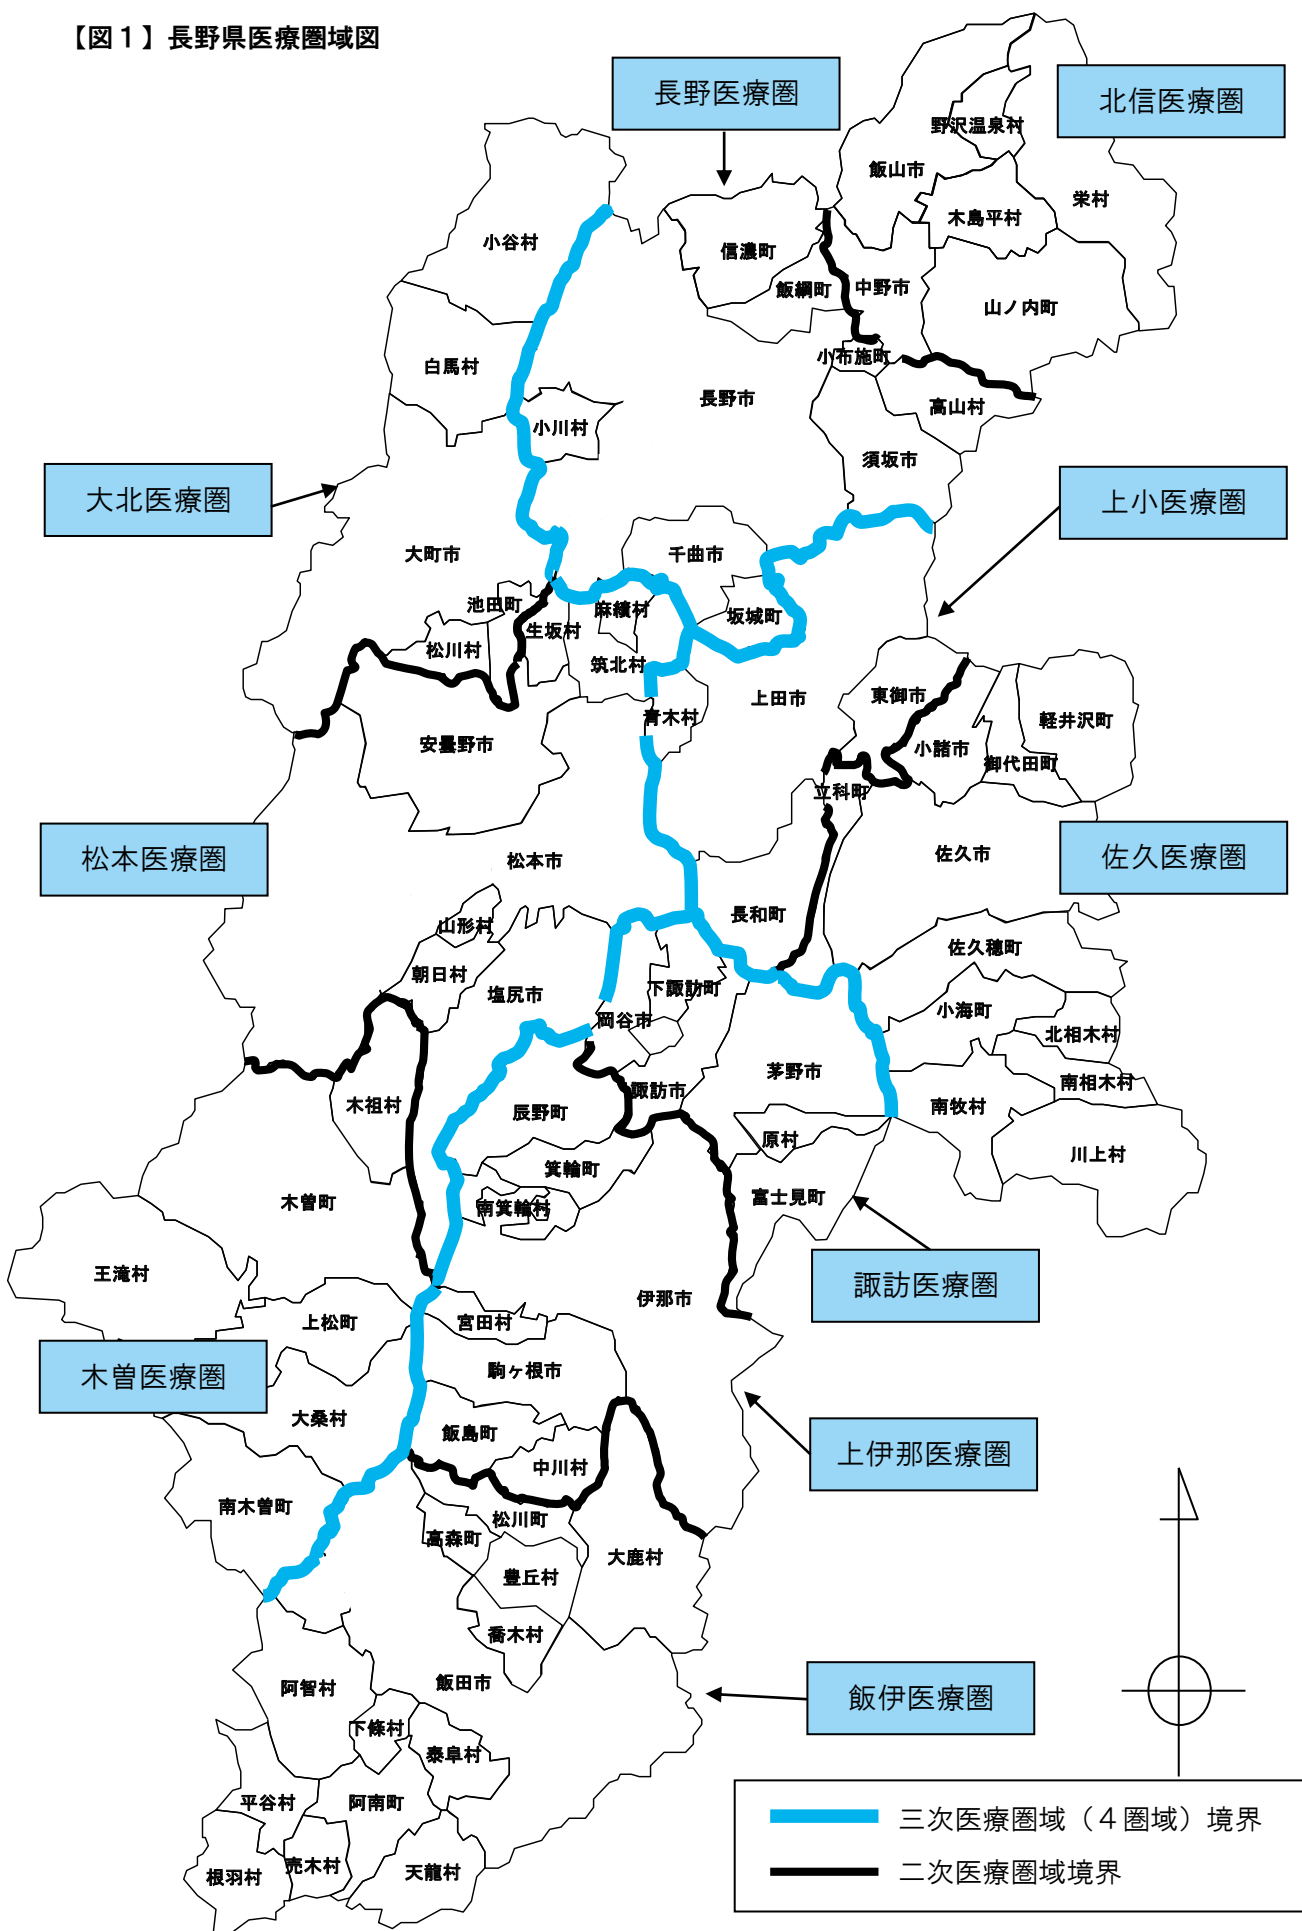 【図１】長野県医療圏域図
長野医療圏
北信医療圏
野沢温泉村
飯山市
栄村
木島平村
小谷村
信濃町
飯綱町
中野市
山ノ内町
小布施町
白馬村
長野市
高山村
小川村
須坂市
大北医療圏
上小医療圏
大町市
千曲市
池田町
麻績村
坂城町
生坂村
松川村
筑北村
東御市
上田市
青木村
軽井沢町
安曇野市
小諸市
御代田町
立科町
松本医療圏
松本市
佐久市
佐久医療圏
長和町
山形村
佐久穂町
朝日村
下諏訪町
塩尻市
小海町
岡谷市
北相木村
茅野市
南相木村
諏訪市
木祖村
南牧村
辰野町
原村
川上村
箕輪町
富士見町
木曽町
南箕輪村
王滝村
諏訪医療圏
伊那市
上松町
宮田村
木曽医療圏
駒ヶ根市
大桑村
飯島町
上伊那医療圏
中川村
南木曽町
松川町
高森町
大鹿村
豊丘村
喬木村
飯田市
阿智村
飯伊医療圏
下條村
泰阜村
平谷村
阿南町
三次医療圏域（４圏域）境界
売木村
天龍村
二次医療圏域境界
根羽村